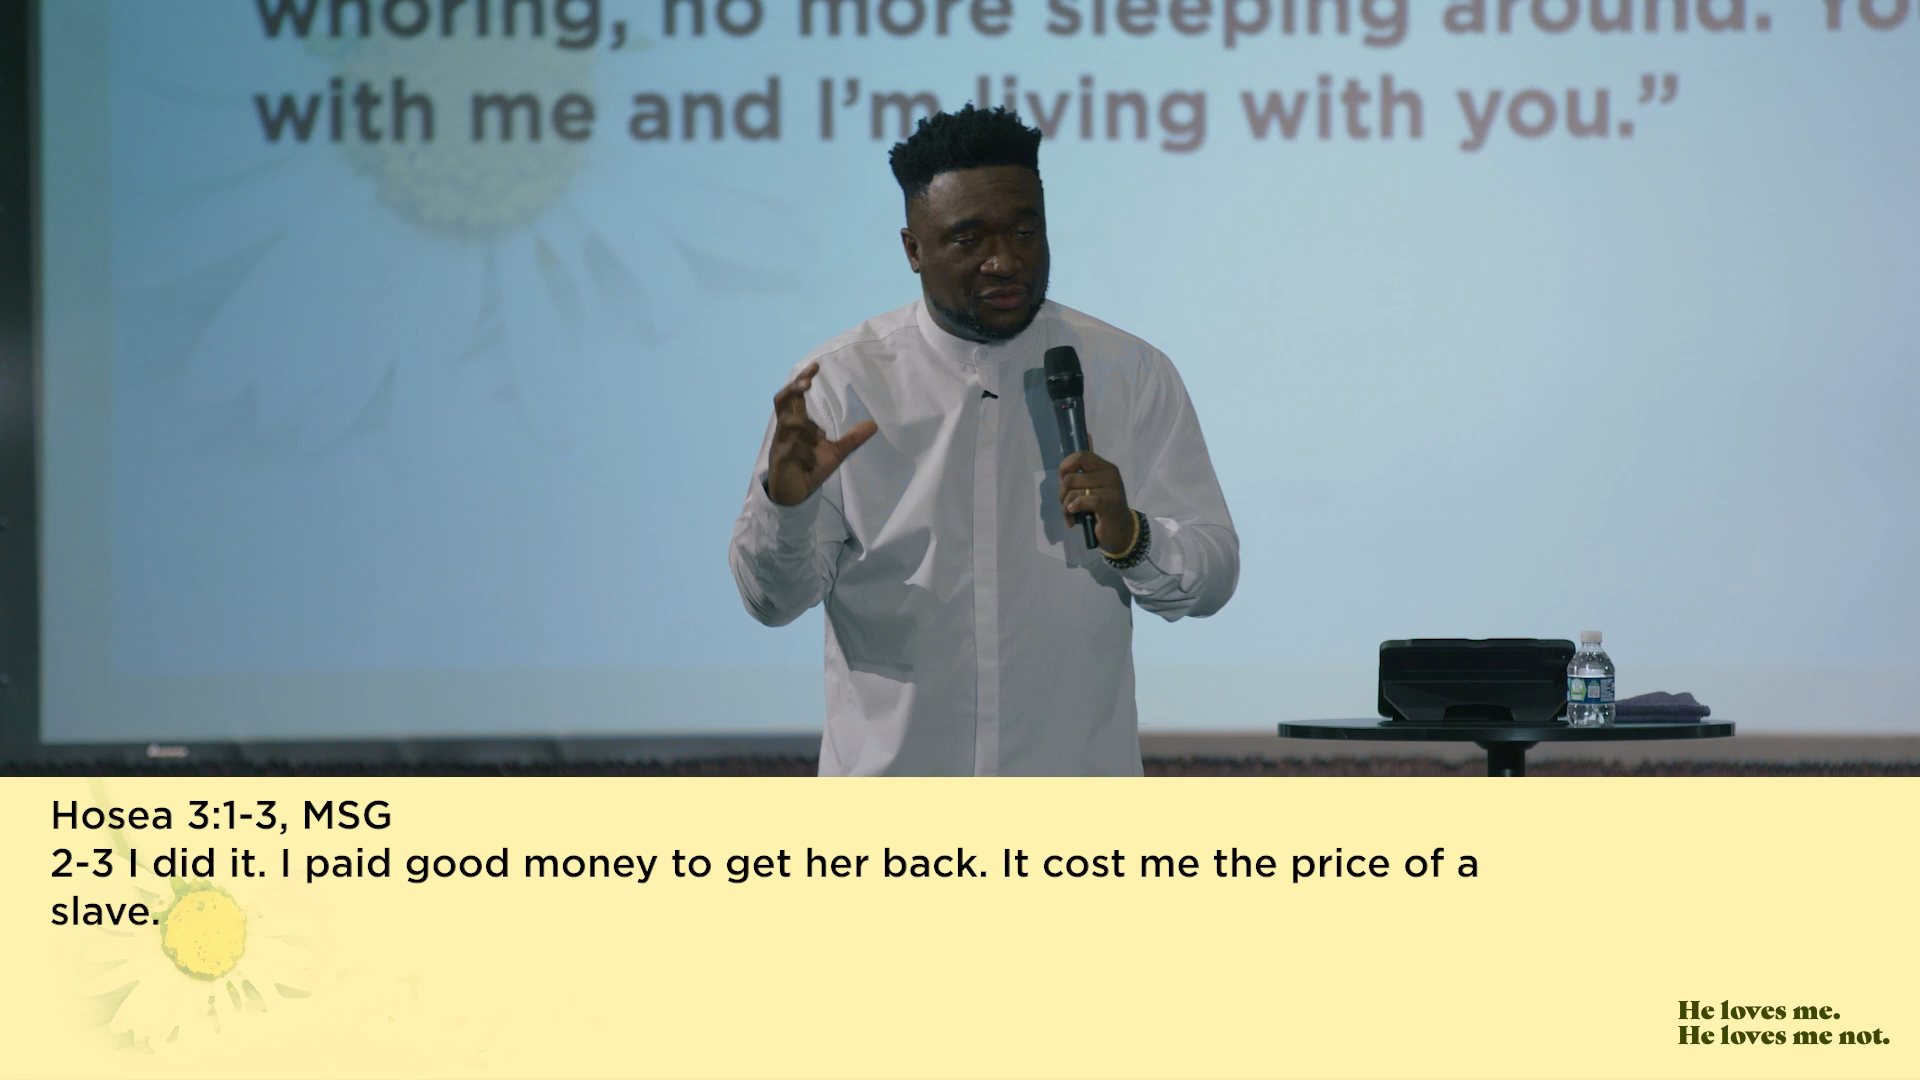 whoring, no more sleeping around.
with me and I'm living with you."
Hosea 3:1-3, MSG
2-3 I did it. I paid good money to get her back. It cost me the price of a
slave.
He loves me.
He loves me not.